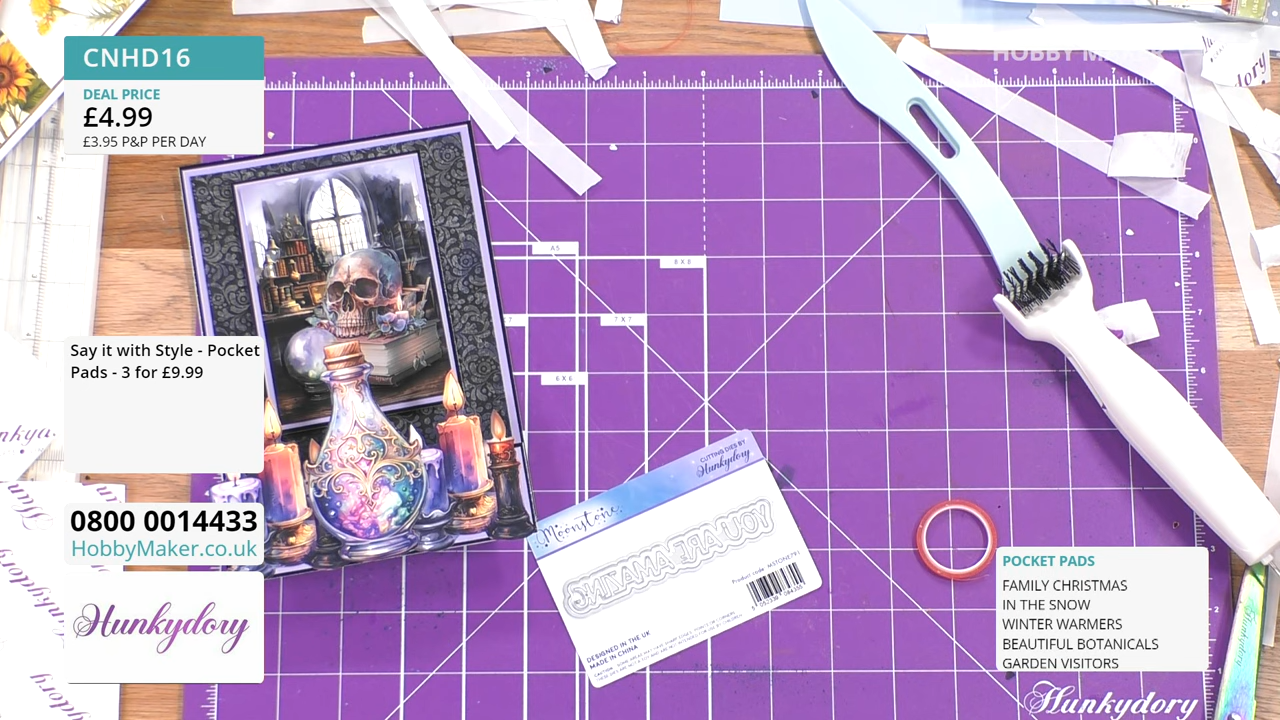 CNHD16
DEAL PRICE
£4.99
£3.95 P&P PER DAY
Say it with Style - Pocket
Pads - 3 for £9.99
0800 0014433
HobbyMaker.co.uk
Hunkydory
HOBBY MAKER
A5
8 X 8
7 X 7
6 X 6
CUTTING DIES BY
Hunkydory
Moonstone
YOU ARE AMAZING
Product code: MSTONE791
DESIGNED IN THE UK
MADE IN CHINA
POCKET PADS
FAMILY CHRISTMAS
IN THE SNOW
WINTER WARMERS
BEAUTIFUL BOTANICALS
GARDEN VISITORS
Hunkydory